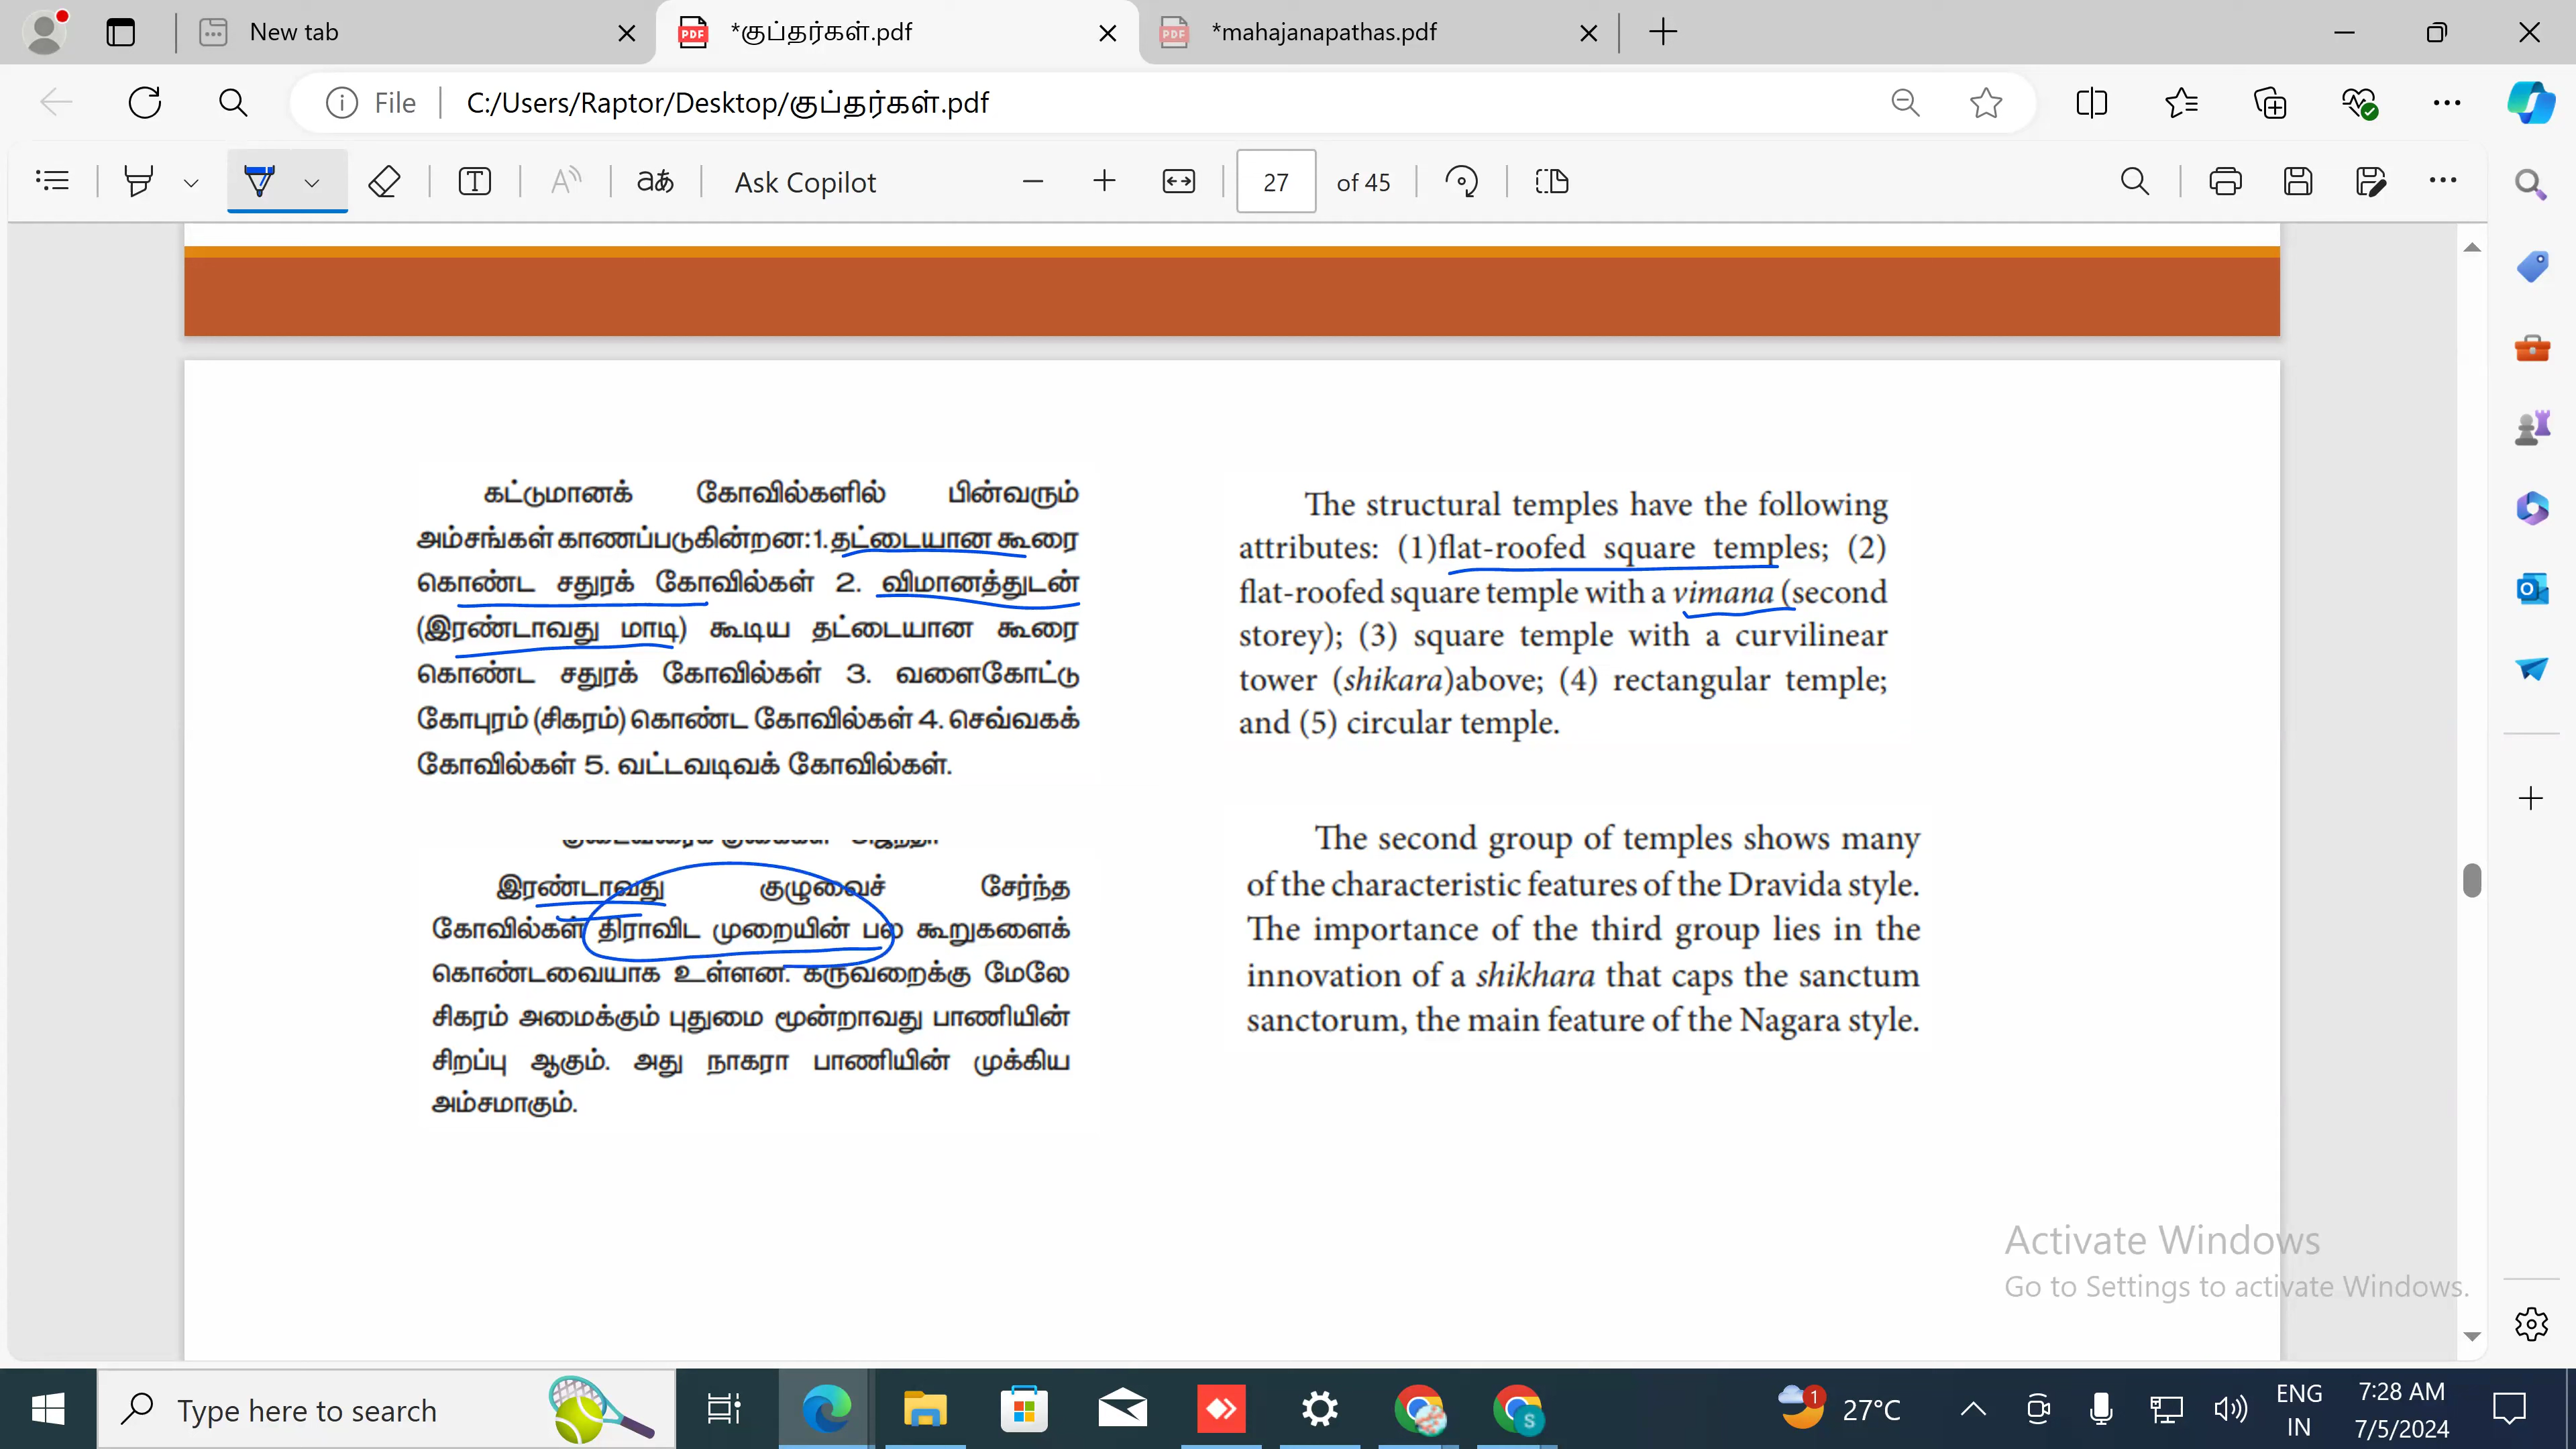 New tab
*குப்தர்கள்.pdf
*mahajanapathas.pdf
File
C:/Users/Raptor/Desktop/குப்தர்கள்.pdf
Ask Copilot
27
of 45
கட்டுமானக் கோவில்களில் பின்வரும்
அம்சங்கள் காணப்படுகின்றன: 1. தட்டையான கூரை
கொண்ட சதுரக் கோவில்கள் 2. விமானத்துடன்
(இரண்டாவது மாடி) கூடிய தட்டையான கூரை
கொண்ட சதுரக் கோவில்கள் 3. வளைகோட்டு
கோபுரம் (சிகரம்) கொண்ட கோவில்கள் 4. செவ்வகக்
கோவில்கள் 5. வட்டவடிவக் கோவில்கள்.
இரண்டாவது குழுவைச் சேர்ந்த
கோவில்கள் திராவிட முறையின் பல கூறுகளைக்
கொண்டவையாக உள்ளன. கருவறைக்கு மேலே
சிகரம் அமைக்கும் புதுமை மூன்றாவது பாணியின்
சிறப்பு ஆகும். அது நாகரா பாணியின் முக்கிய
அம்சமாகும்.
The structural temples have the following
attributes: (1)flat-roofed square temples; (2)
flat-roofed square temple with a vimana (second
storey); (3) square temple with a curvilinear
tower (shikara)above; (4) rectangular temple;
and (5) circular temple.
The second group of temples shows many
of the characteristic features of the Dravida style.
The importance of the third group lies in the
innovation of a shikhara that caps the sanctum
sanctorum, the main feature of the Nagara style.
Activate Windows
Go to Settings to activate Windows.
Type here to search
27°C
ENG
IN
7:28 AM
7/5/2024